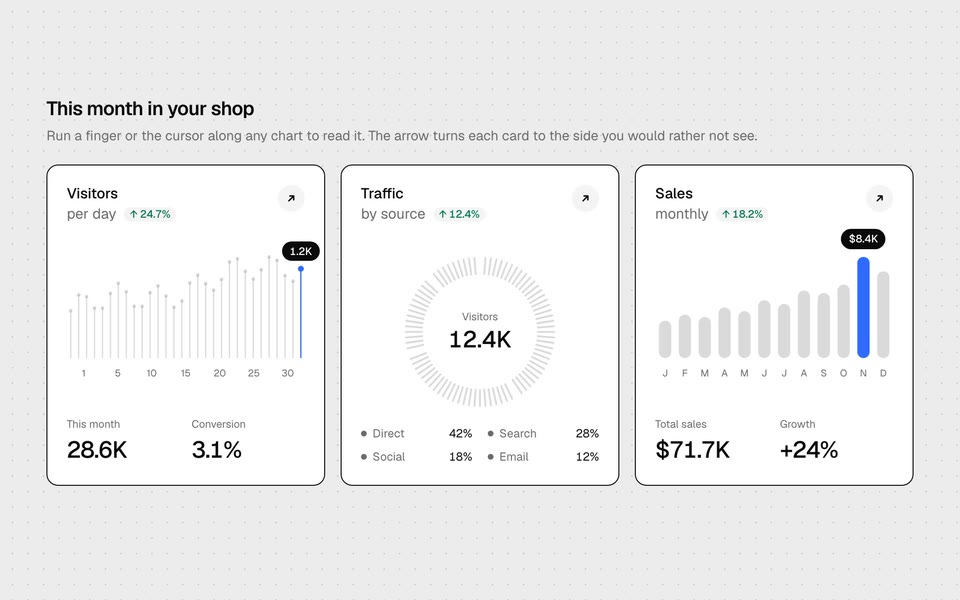 This month in your shop
Run a finger or the cursor along any chart to read it. The arrow turns each card to the side you would rather not see.
Visitors
per day ↑ 24.7%
1.2K
1 5 10 15 20 25 30
This month Conversion
28.6K 3.1%
Traffic
by source ↑ 12.4%
Visitors
12.4K
Direct 42% Search 28%
Social 18% Email 12%
Sales
monthly ↑ 18.2%
$8.4K
J F M A M J J A S O N D
Total sales Growth
$71.7K +24%